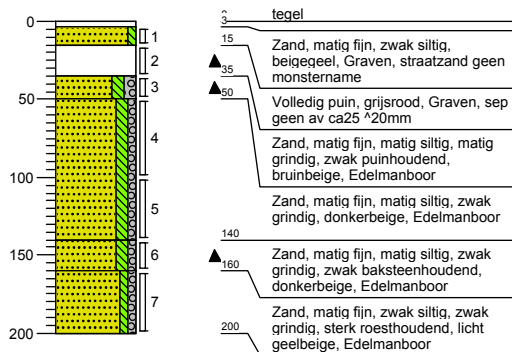 0
50
100
150
200
1
2
3
4
5
6
7
0
tegel
3
15
Zand, matig fijn, zwak siltig,
beigegeel, Graven, straatzand geen
monstername
35
Volledig puin, grijsrood, Graven, sep
geen av ca25 ^20mm
50
Zand, matig fijn, matig siltig, matig
grindig, zwak puinhoudend,
bruinbeige, Edelmanboor
Zand, matig fijn, matig siltig, zwak
grindig, donkerbeige, Edelmanboor
140
Zand, matig fijn, matig siltig, zwak
grindig, zwak baksteenhoudend,
donkerbeige, Edelmanboor
160
Zand, matig fijn, zwak siltig, zwak
grindig, sterk roesthoudend, licht
geelbeige, Edelmanboor
200